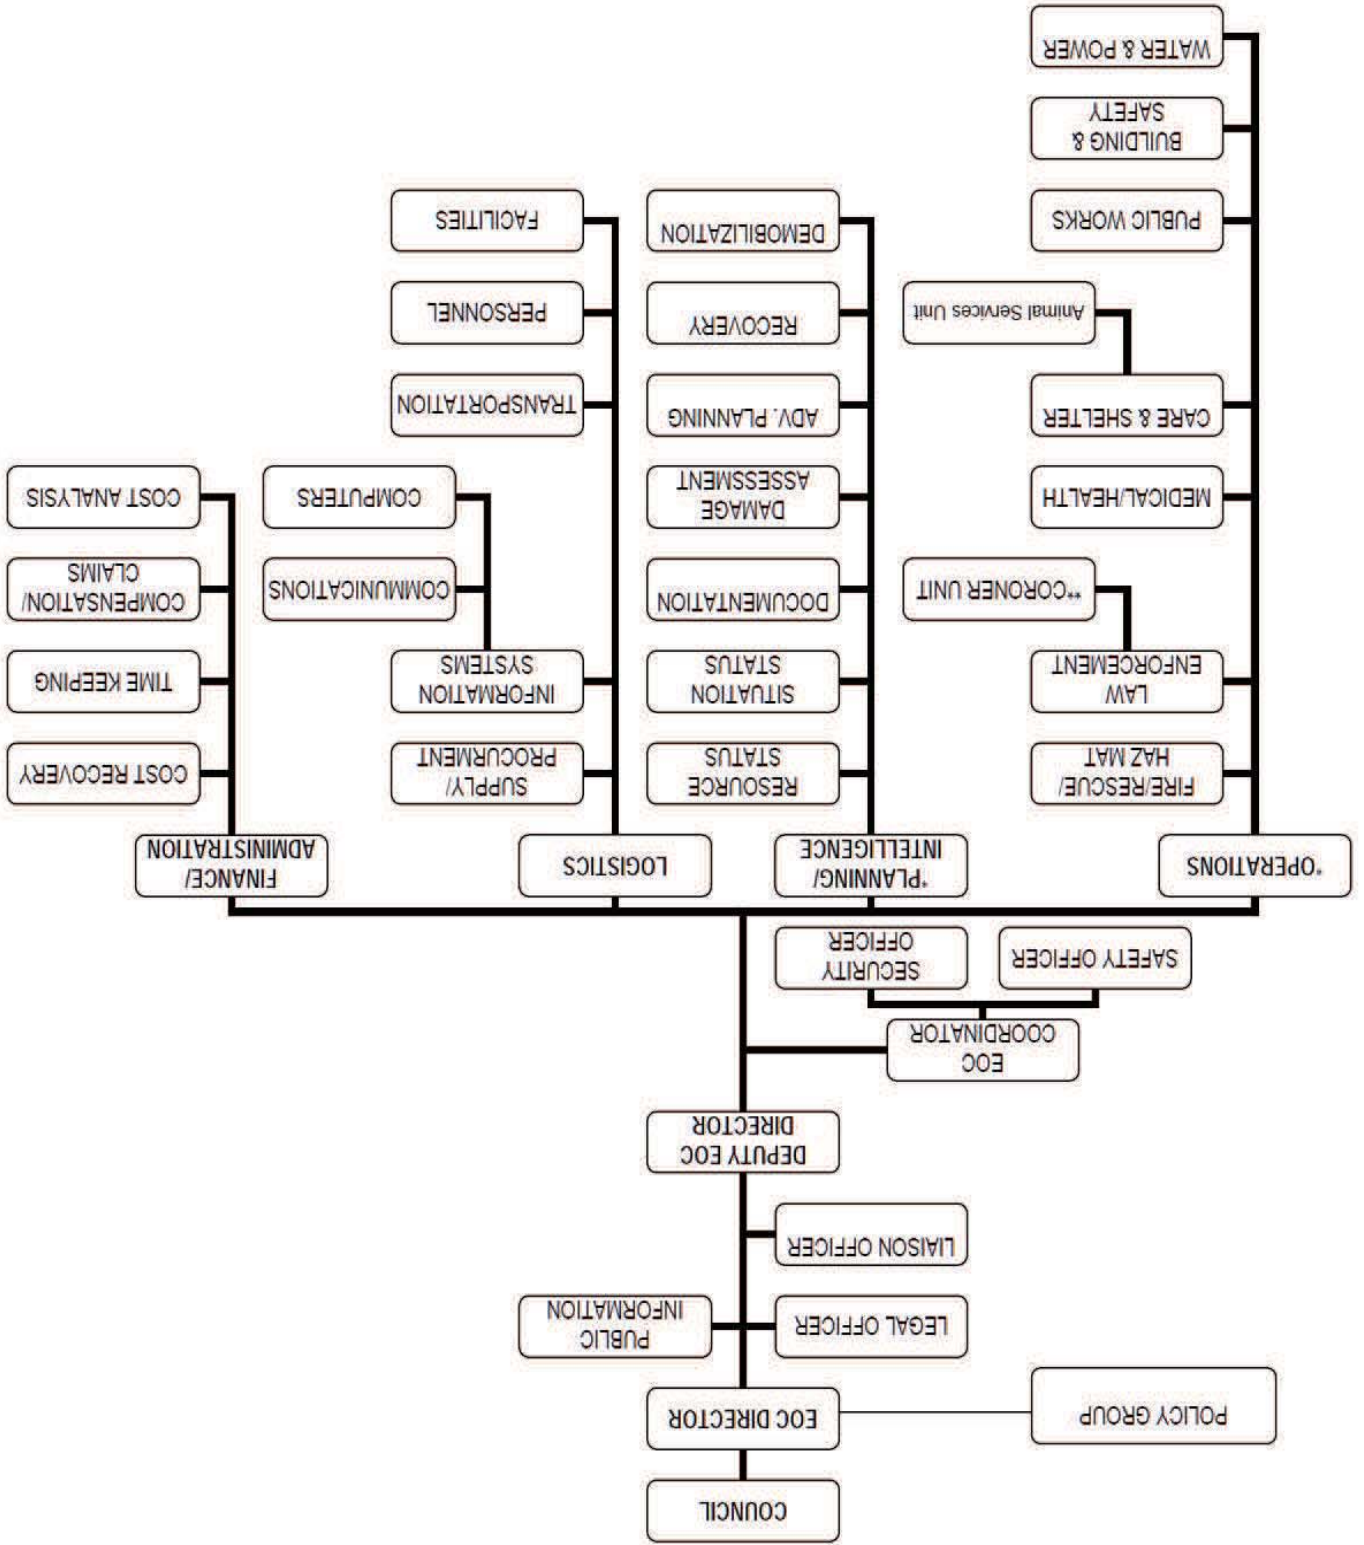 COUNCIL
EOC DIRECTOR
POLICY GROUP
LEGAL OFFICER
PUBLIC
INFORMATION
LIAISON OFFICER
DEPUTY EOC
DIRECTOR
EOC
COORDINATOR
SAFETY OFFICER
SECURITY
OFFICER
*OPERATIONS
FIRE/RESCUE/
HAZ MAT
LAW
ENFORCEMENT
**CORONER UNIT
MEDICAL/HEALTH
CARE & SHELTER
Animal Services Unit
PUBLIC WORKS
BUILDING &
SAFETY
WATER & POWER
*PLANNING/
INTELLIGENCE
RESOURCE
STATUS
SITUATION
STATUS
DOCUMENTATION
DAMAGE
ASSESSMENT
ADV. PLANNING
RECOVERY
DEMOBILIZATION
LOGISTICS
SUPPLY/
PROCURMENT
INFORMATION
SYSTEMS
COMMUNICATIONS
COMPUTERS
TRANSPORTATION
PERSONNEL
FACILITIES
FINANCE/
ADMINISTRATION
COST RECOVERY
TIME KEEPING
COMPENSATION/
CLAIMS
COST ANALYSIS